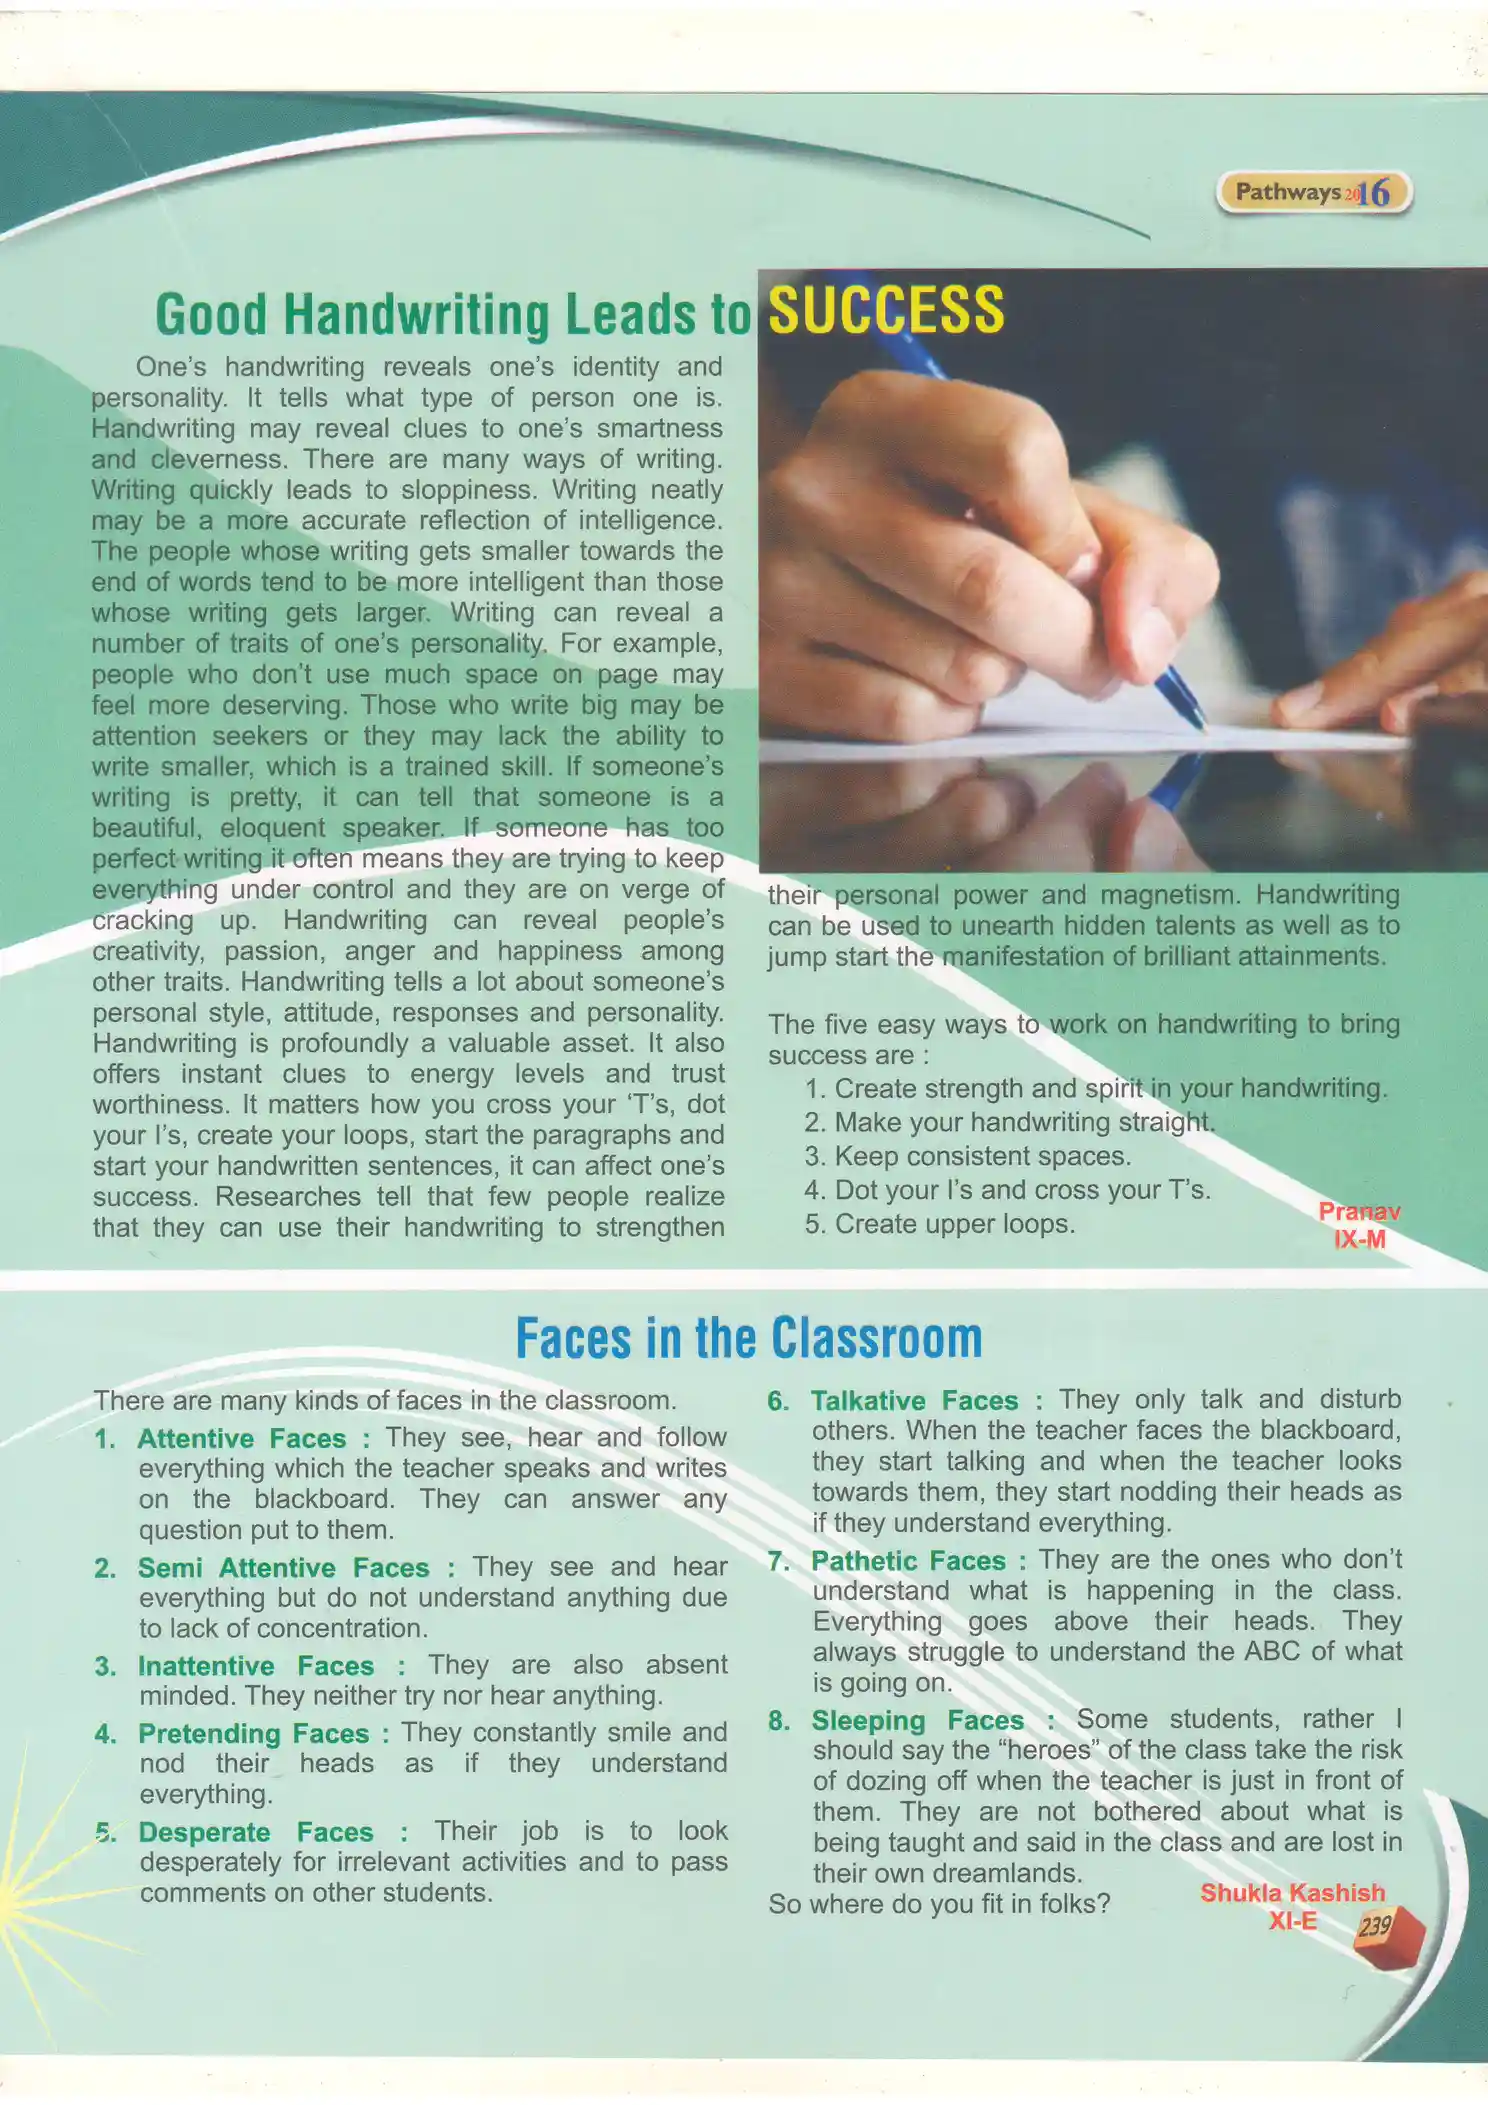 Pathways 2016
Good Handwriting Leads to SUCCESS
One’s handwriting reveals one’s identity and
personality. It tells what type of person one is.
Handwriting may reveal clues to one’s smartness
and cleverness. There are many ways of writing.
Writing quickly leads to sloppiness. Writing neatly
may be a more accurate reflection of intelligence.
The people whose writing gets smaller towards the
end of words tend to be more intelligent than those
whose writing gets larger. Writing can reveal a
number of traits of one’s personality. For example,
people who don’t use much space on page may
feel more deserving. Those who write big may be
attention seekers or they may lack the ability to
write smaller, which is a trained skill. If someone’s
writing is pretty, it can tell that someone is a
beautiful, eloquent speaker. If someone has too
perfect writing it often means they are trying to keep
everything under control and they are on verge of
cracking up. Handwriting can reveal people’s
creativity, passion, anger and happiness among
other traits. Handwriting tells a lot about someone’s
personal style, attitude, responses and personality.
Handwriting is profoundly a valuable asset. It also
offers instant clues to energy levels and trust
worthiness. It matters how you cross your ‘T’s, dot
your I’s, create your loops, start the paragraphs and
start your handwritten sentences, it can affect one’s
success. Researches tell that few people realize
that they can use their handwriting to strengthen
their personal power and magnetism. Handwriting
can be used to unearth hidden talents as well as to
jump start the manifestation of brilliant attainments.
The five easy ways to work on handwriting to bring
success are :
1. Create strength and spirit in your handwriting.
2. Make your handwriting straight.
3. Keep consistent spaces.
4. Dot your I’s and cross your T’s.
5. Create upper loops.
Pranav
IX-M
Faces in the Classroom
There are many kinds of faces in the classroom.
1. Attentive Faces : They see, hear and follow
everything which the teacher speaks and writes
on the blackboard. They can answer any
question put to them.
2. Semi Attentive Faces : They see and hear
everything but do not understand anything due
to lack of concentration.
3. Inattentive Faces : They are also absent
minded. They neither try nor hear anything.
4. Pretending Faces : They constantly smile and
nod their heads as if they understand
everything.
5. Desperate Faces : Their job is to look
desperately for irrelevant activities and to pass
comments on other students.
6. Talkative Faces : They only talk and disturb
others. When the teacher faces the blackboard,
they start talking and when the teacher looks
towards them, they start nodding their heads as
if they understand everything.
7. Pathetic Faces : They are the ones who don’t
understand what is happening in the class.
Everything goes above their heads. They
always struggle to understand the ABC of what
is going on.
8. Sleeping Faces : Some students, rather I
should say the “heroes” of the class take the risk
of dozing off when the teacher is just in front of
them. They are not bothered about what is
being taught and said in the class and are lost in
their own dreamlands.
So where do you fit in folks?
Shukla Kashish
XI-E
239